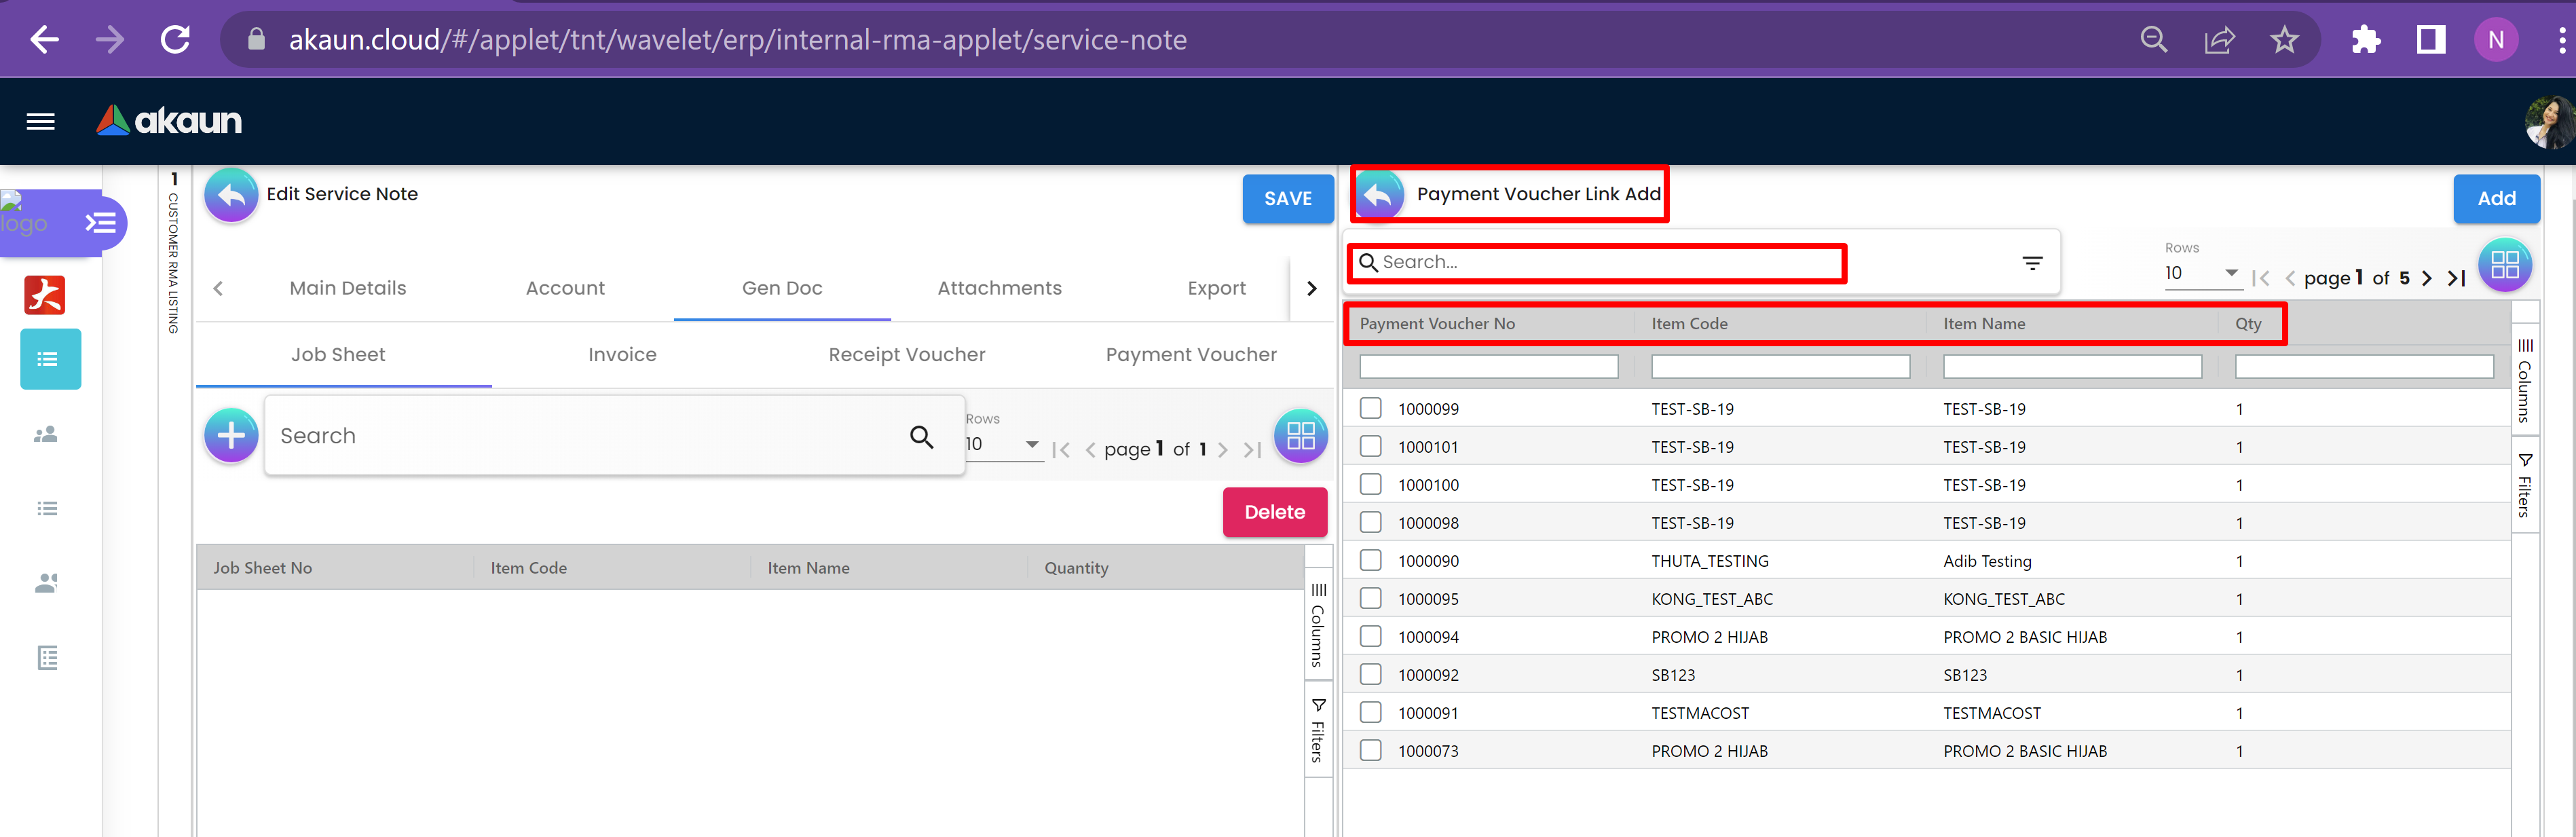 akaun.cloud/#/applet/tnt/wavelet/erp/internal-rma-applet/service-note
N
akaun
logo
1
CUSTOMER RMA LISTING
Edit Service Note
SAVE
Main Details
Account
Gen Doc
Attachments
Export
Job Sheet
Invoice
Receipt Voucher
Payment Voucher
Search
Rows
10
page 1 of 1
Delete
Job Sheet No Item Code Item Name Quantity
Columns
Filters
Payment Voucher Link Add
Add
Search...
Rows
10
page 1 of 5
Payment Voucher No Item Code Item Name Qty
1000099 TEST-SB-19 TEST-SB-19 1
1000101 TEST-SB-19 TEST-SB-19 1
1000100 TEST-SB-19 TEST-SB-19 1
1000098 TEST-SB-19 TEST-SB-19 1
1000090 THUTA_TESTING Adib Testing 1
1000095 KONG_TEST_ABC KONG_TEST_ABC 1
1000094 PROMO 2 HIJAB PROMO 2 BASIC HIJAB 1
1000092 SB123 SB123 1
1000091 TESTMACOST TESTMACOST 1
1000073 PROMO 2 HIJAB PROMO 2 BASIC HIJAB 1
Columns
Filters